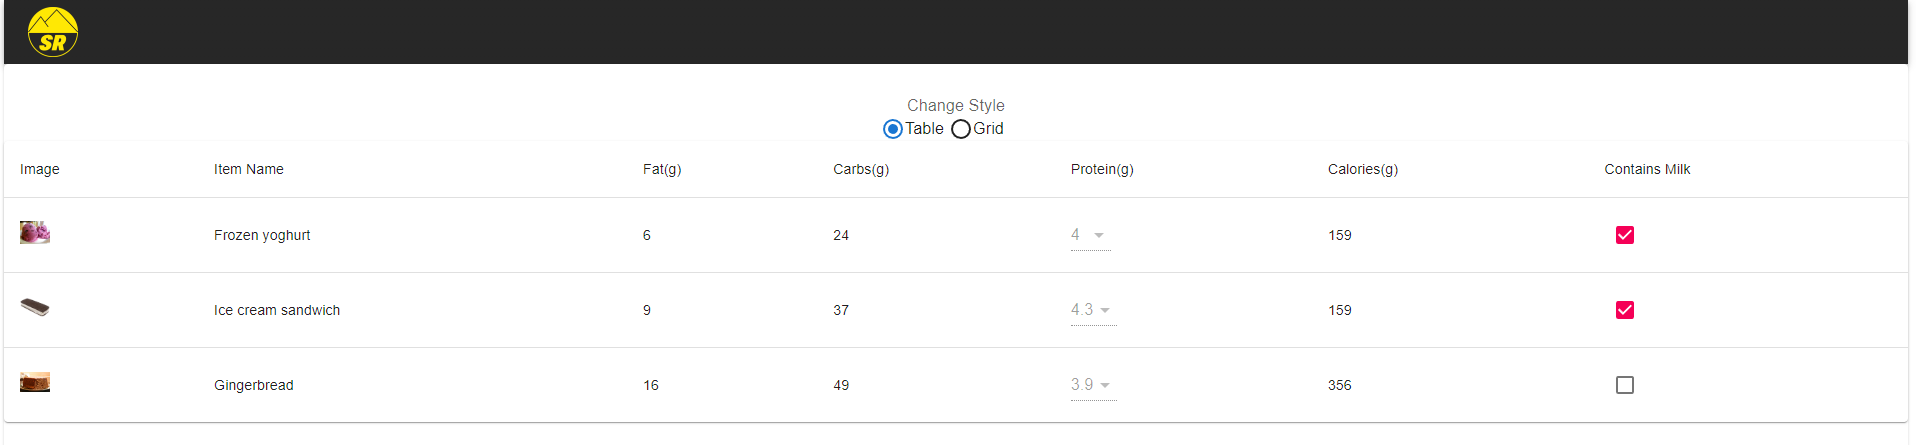 SR
Change Style
Table Grid
Image Item Name Fat(g) Carbs(g) Protein(g) Calories(g) Contains Milk
Frozen yoghurt 6 24 4 159
Ice cream sandwich 9 37 4.3 159
Gingerbread 16 49 3.9 356